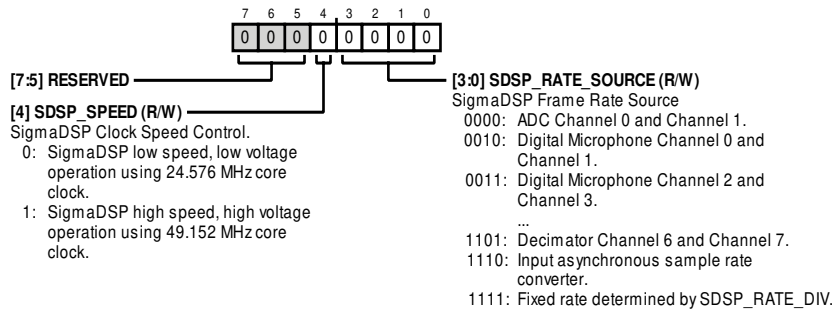 7 6 5 4 3 2 1 0
0 0 0 0 0 0 0 0
[7:5] RESERVED
[4] SDSP_SPEED (R/W)
SigmaDSP Clock Speed Control.
0: SigmaDSP low speed, low voltage
operation using 24.576 MHz core
clock.
1: SigmaDSP high speed, high voltage
operation using 49.152 MHz core
clock.
[3:0] SDSP_RATE_SOURCE (R/W)
SigmaDSP Frame Rate Source
0000: ADC Channel 0 and Channel 1.
0010: Digital Microphone Channel 0 and
Channel 1.
0011: Digital Microphone Channel 2 and
Channel 3.
...
1101: Decimator Channel 6 and Channel 7.
1110: Input asynchronous sample rate
converter.
1111: Fixed rate determined by SDSP_RATE_DIV.